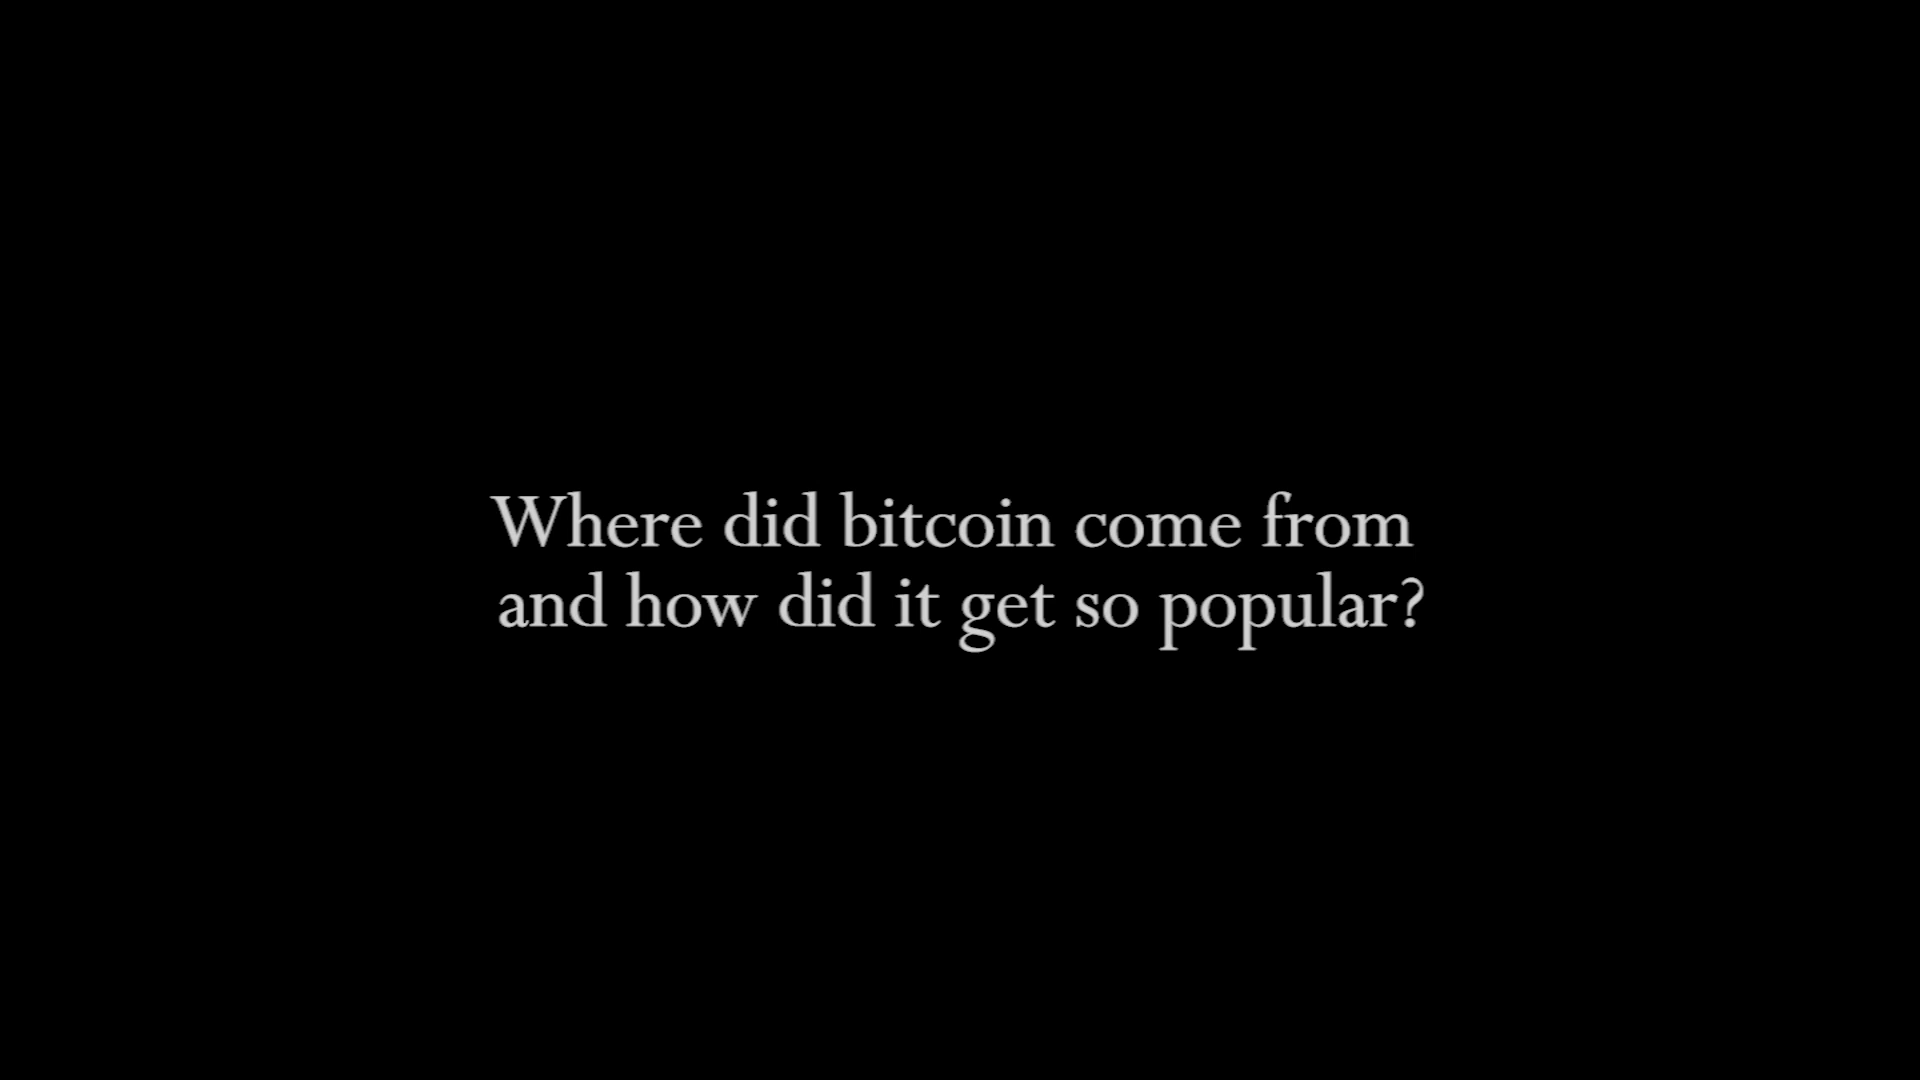 Where did bitcoin come from
and how did it get so popular?